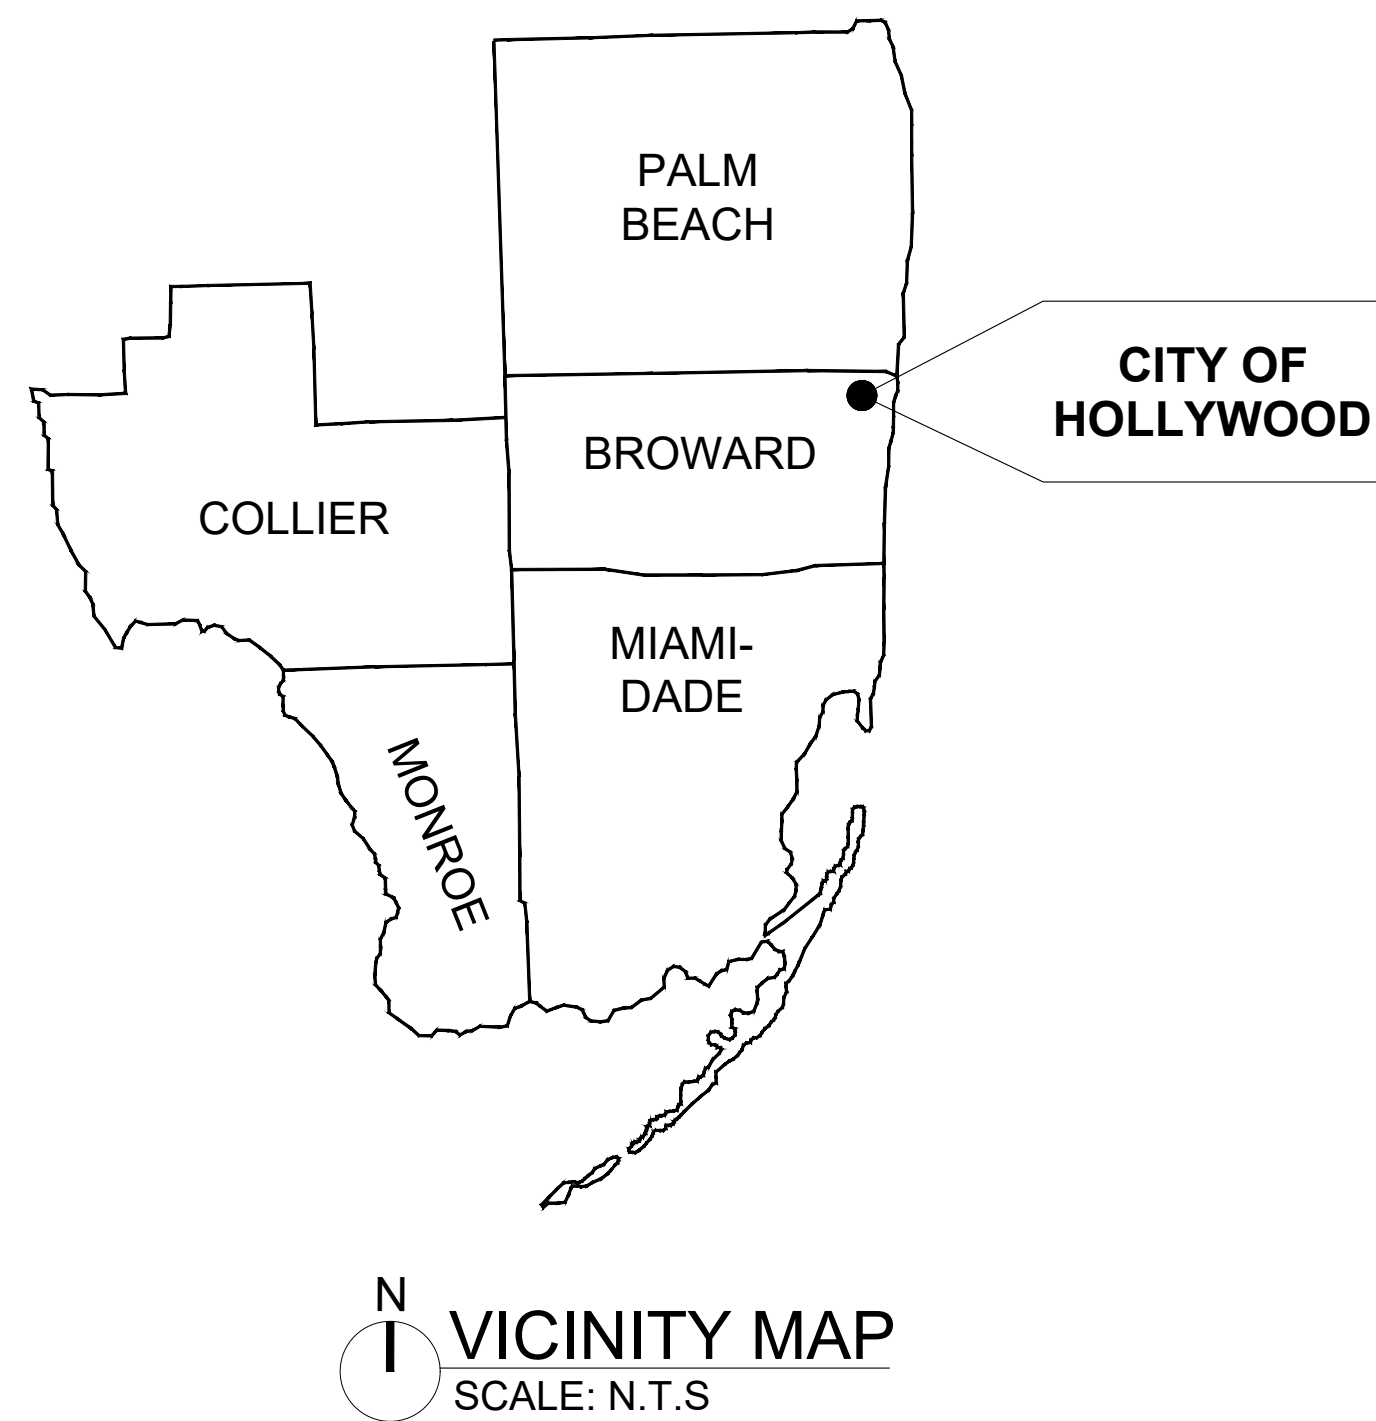 PALM
BEACH
CITY OF
HOLLYWOOD
BROWARD
COLLIER
MIAMI-
DADE
MONROE
N
VICINITY MAP
SCALE: N.T.S